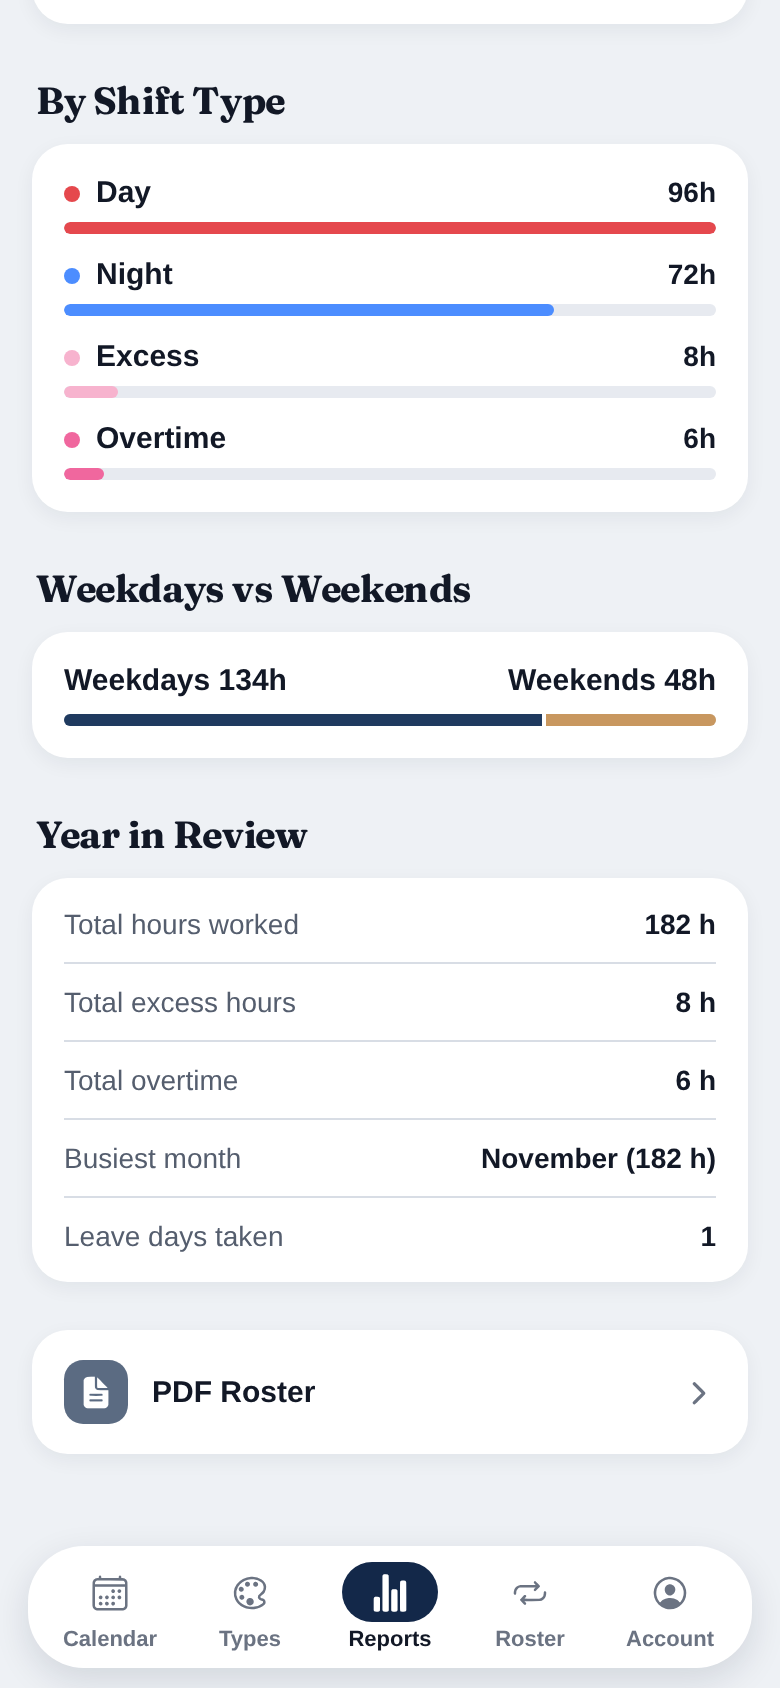 By Shift Type
Day 96h
Night 72h
Excess 8h
Overtime 6h
Weekdays vs Weekends
Weekdays 134h Weekends 48h
Year in Review
Total hours worked 182 h
Total excess hours 8 h
Total overtime 6 h
Busiest month November (182 h)
Leave days taken 1
PDF Roster
Calendar Types Reports Roster Account